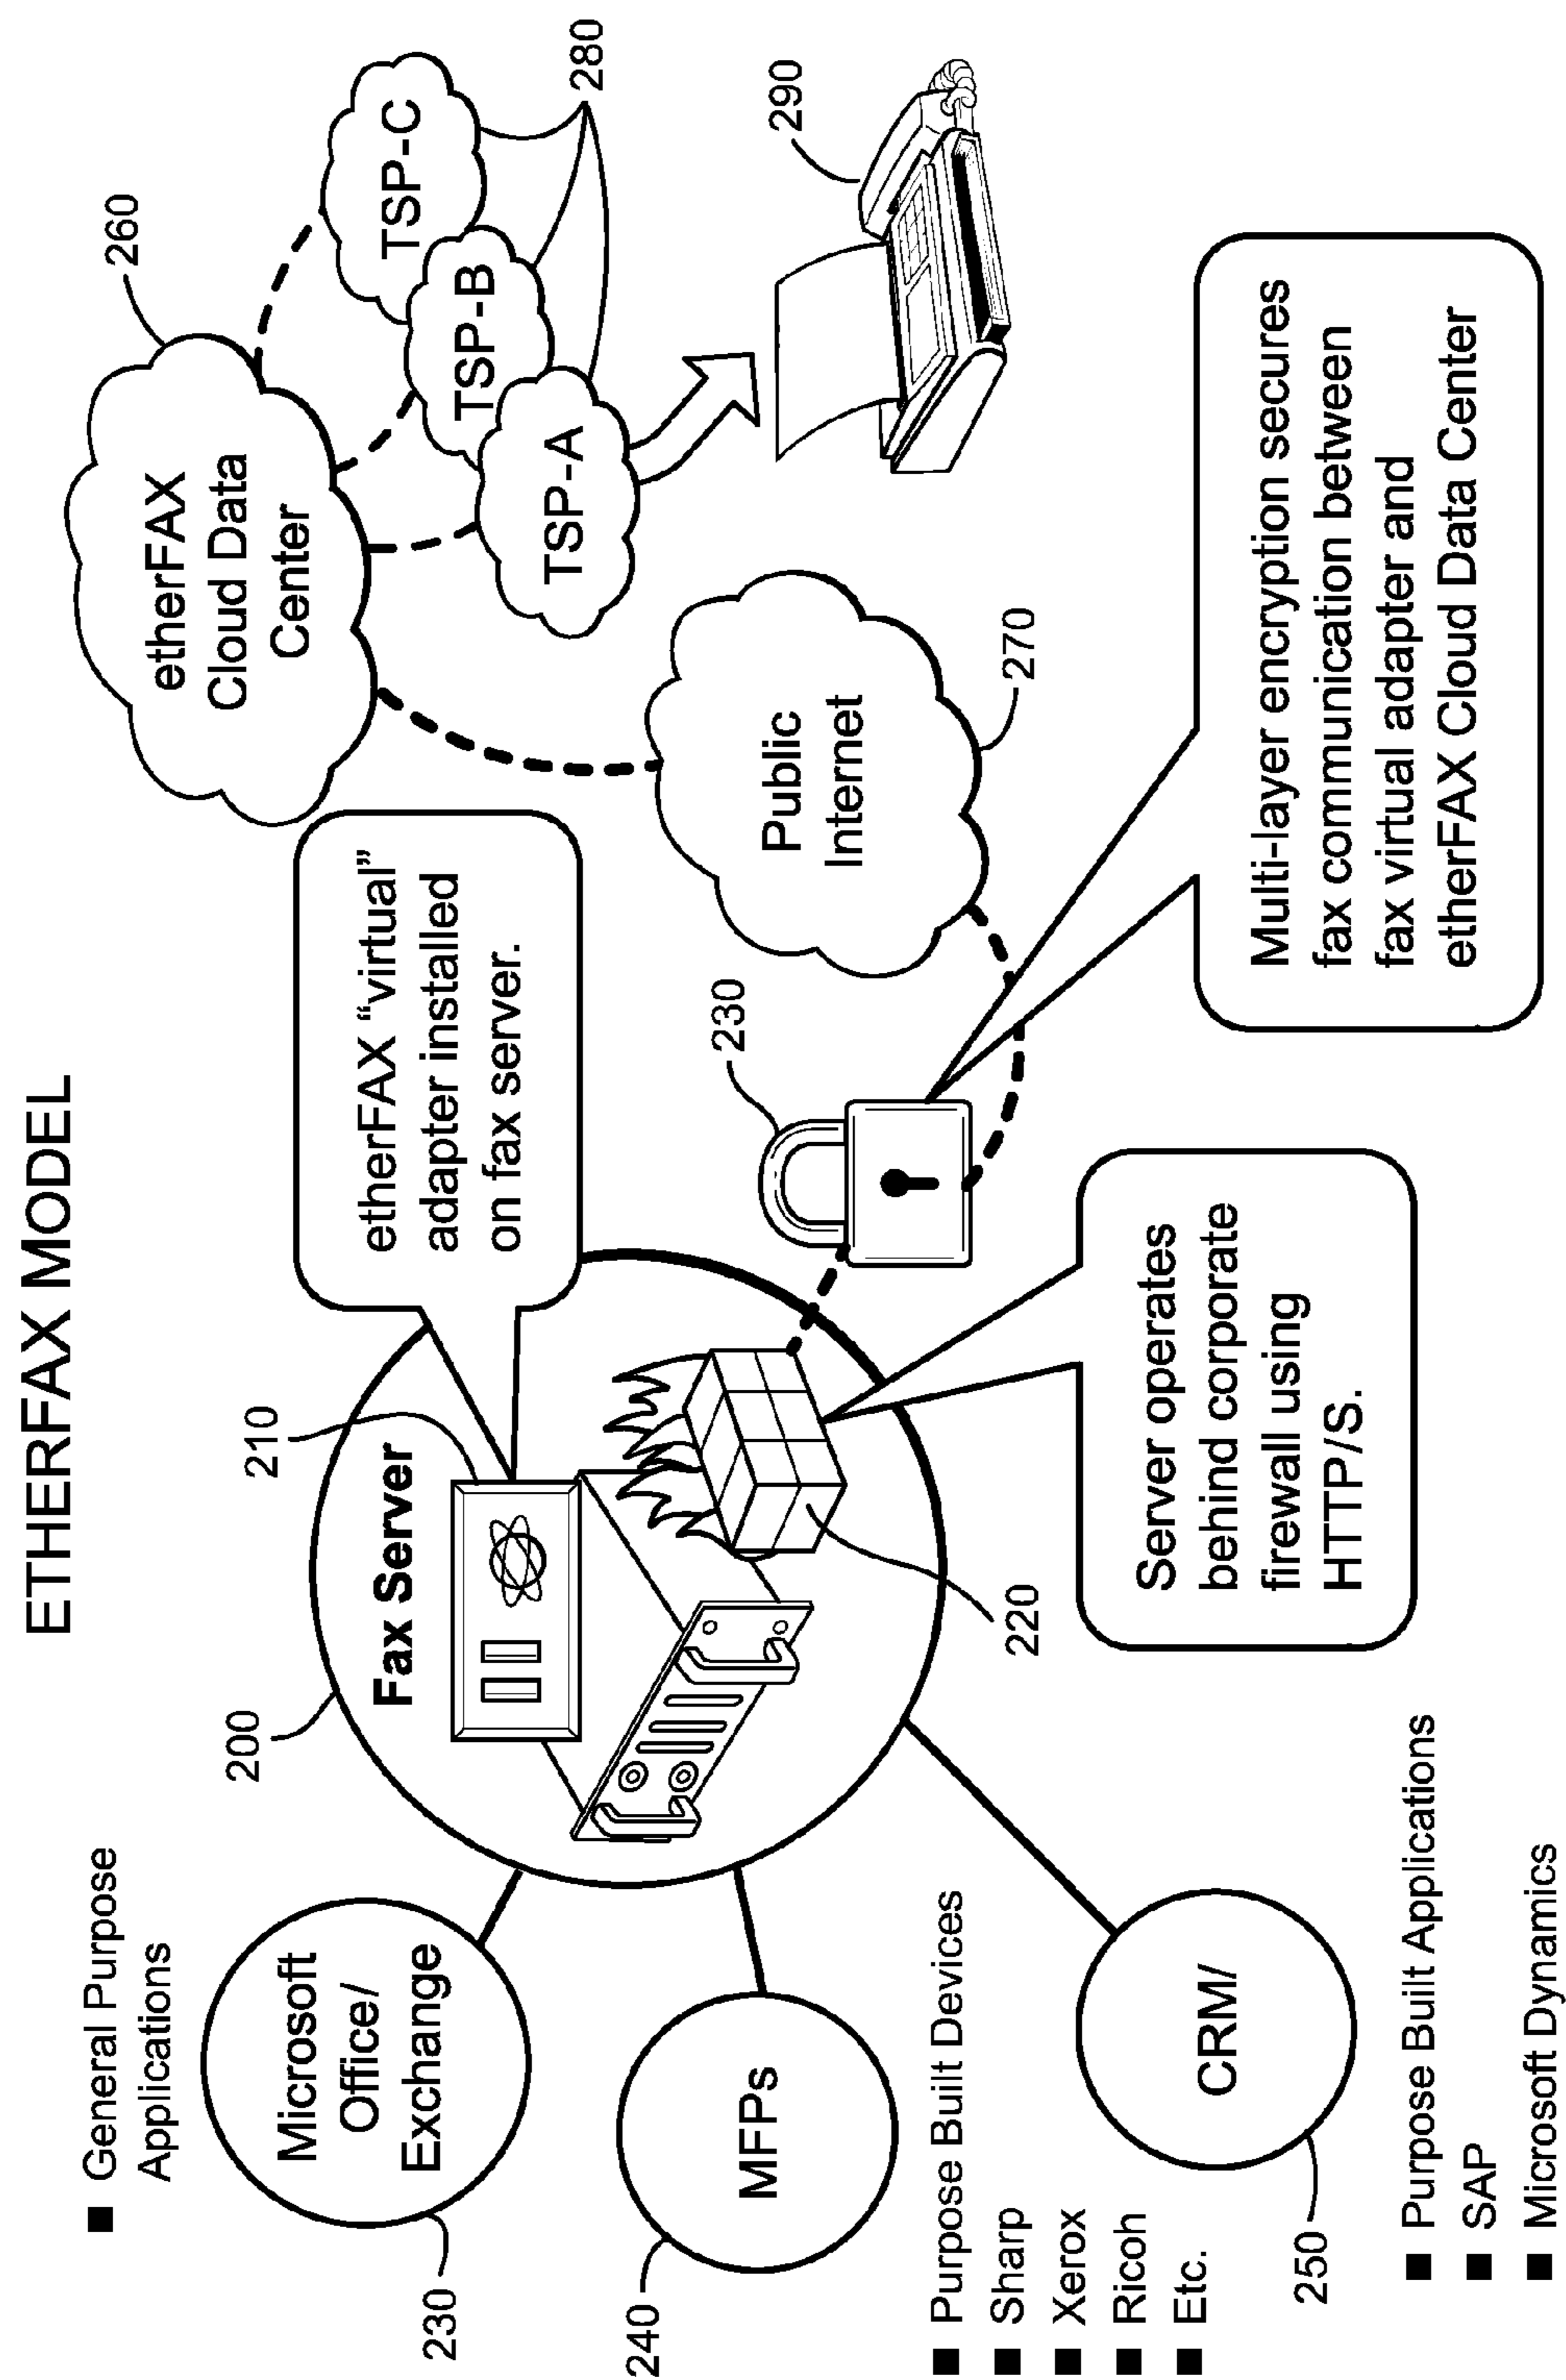 ETHERFAX MODEL
■ General Purpose
Applications
Microsoft
Office/
Exchange
230
MFPs
240
■ Purpose Built Devices
■ Sharp
■ Xerox
■ Ricoh
■ Etc.
CRM/
250
■ Purpose Built Applications
■ SAP
■ Microsoft Dynamics
200
Fax Server
210
220
etherFAX “virtual”
adapter installed
on fax server.
Server operates
behind corporate
firewall using
HTTP/S.
230
Multi-layer encryption secures
fax communication between
fax virtual adapter and
etherFAX Cloud Data Center
Public
Internet
270
etherFAX
Cloud Data
Center
260
TSP-A
TSP-B
TSP-C
280
290